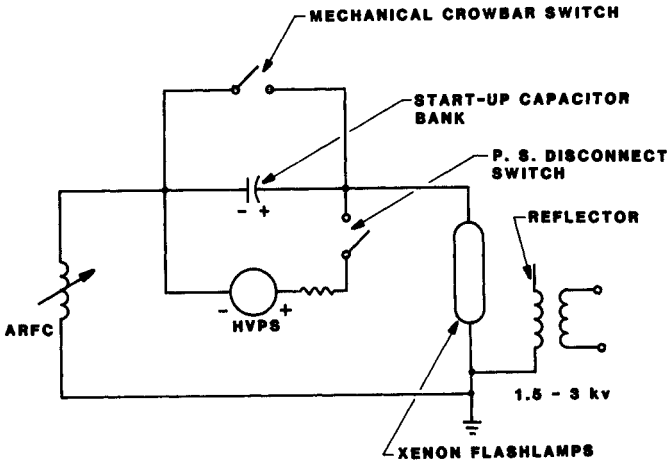 MECHANICAL CROWBAR SWITCH
START-UP CAPACITOR
BANK
- +
P. S. DISCONNECT
SWITCH
REFLECTOR
- +
HVPS
ARFC
1.5 - 3 kv
XENON FLASHLAMPS